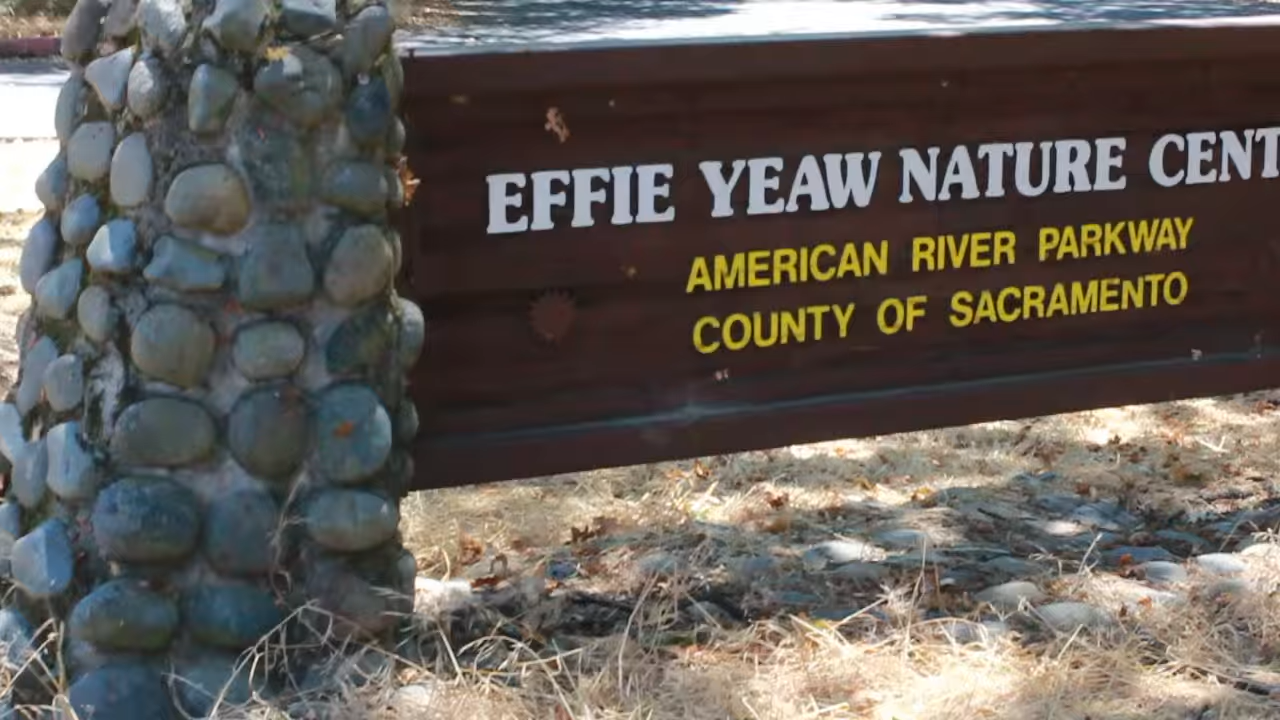 EFFIE YEAW NATURE CENT
AMERICAN RIVER PARKWAY
COUNTY OF SACRAMENTO